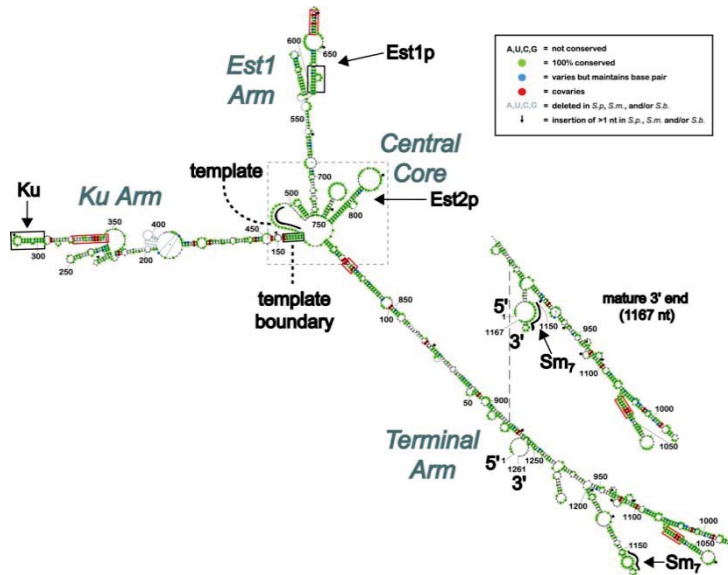 A,U,C,G = not conserved
= 100% conserved
= varies but maintains base pair
= covaries
A,U,C,G = deleted in S.p, S.m., and/or S.b.
= insertion of >1 nt in S.p., S.m. and/or S.b.
600
650
Est1p
Est1
Arm
550
Central
Core
700
template
500
750
800
Est2p
Ku
Ku Arm
350
400
450
300
250
200
150
template
boundary
850
100
5'
1
1167
3'
1150
950
mature 3' end
(1167 nt)
Sm7
1100
1000
1050
50
900
Terminal
Arm
5'
1
1261
3'
1250
950
1200
1100
1000
1050
1150
Sm7